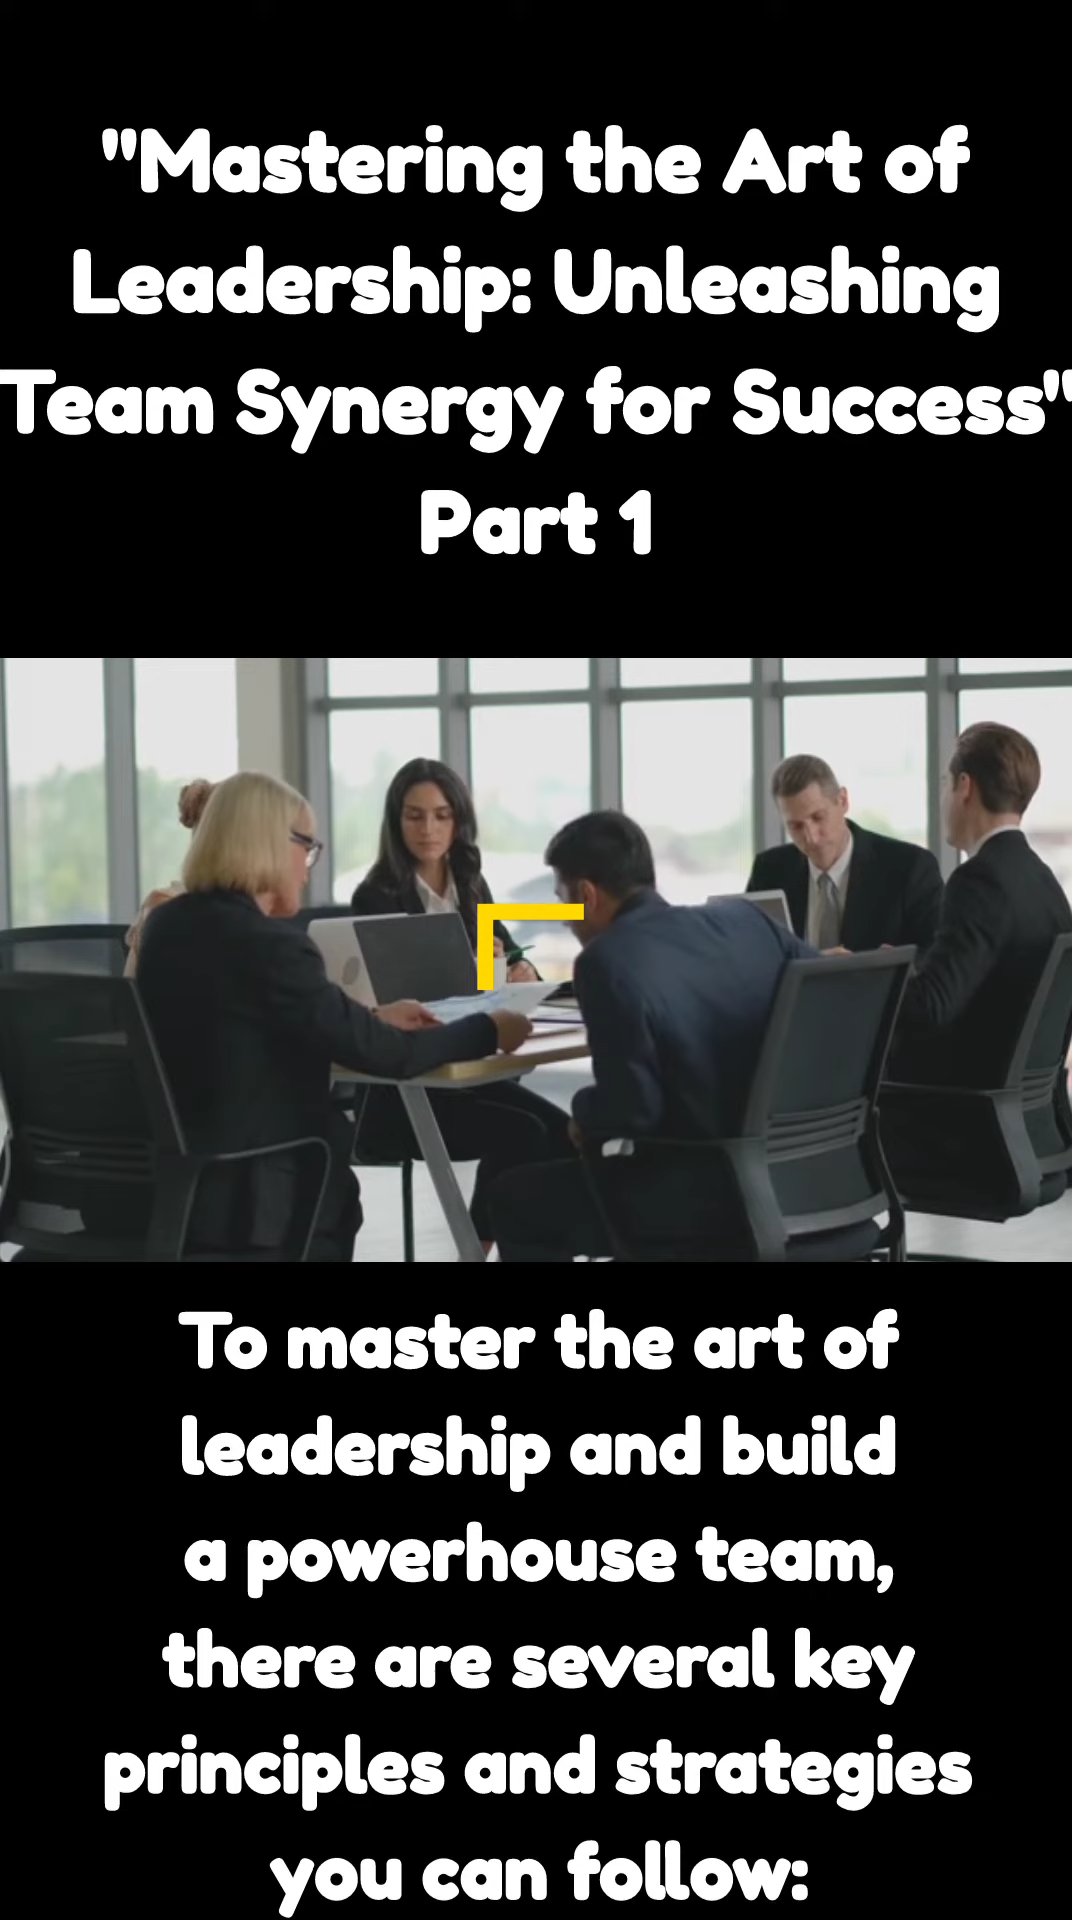 "Mastering the Art of
Leadership: Unleashing
Team Synergy for Success"
Part 1
To master the art of
leadership and build
a powerhouse team,
there are several key
principles and strategies
you can follow: